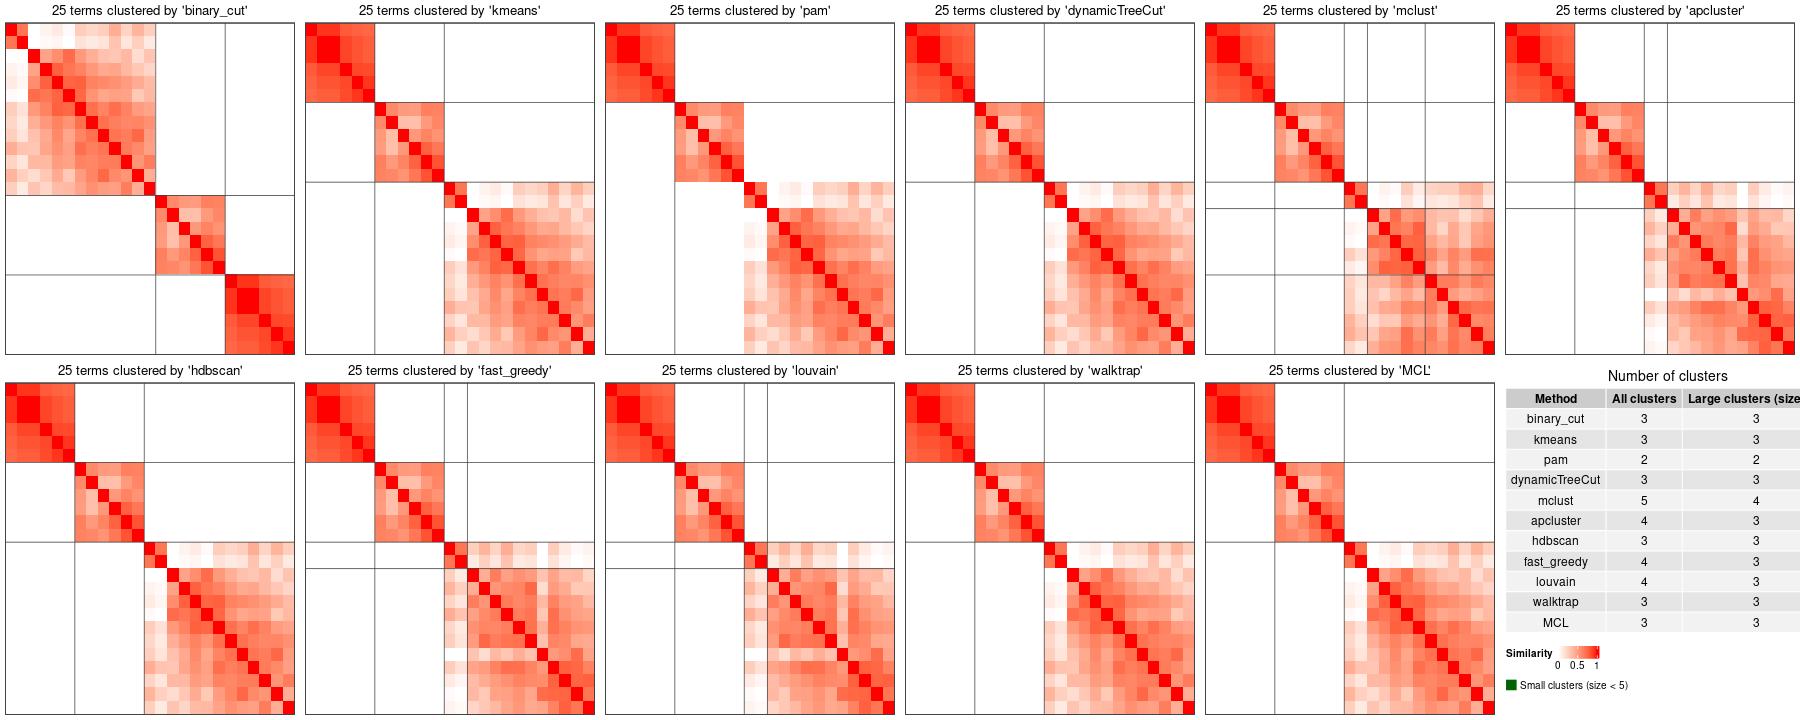 25 terms clustered by 'binary_cut'
25 terms clustered by 'kmeans'
25 terms clustered by 'pam'
25 terms clustered by 'dynamicTreeCut'
25 terms clustered by 'mclust'
25 terms clustered by 'apcluster'
25 terms clustered by 'hdbscan'
25 terms clustered by 'fast_greedy'
25 terms clustered by 'louvain'
25 terms clustered by 'walktrap'
25 terms clustered by 'MCL'
Number of clusters
Method All clusters Large clusters (size
binary_cut 3 3
kmeans 3 3
pam 2 2
dynamicTreeCut 3 3
mclust 5 4
apcluster 4 3
hdbscan 3 3
fast_greedy 4 3
louvain 4 3
walktrap 3 3
MCL 3 3
Similarity
0 0.5 1
Small clusters (size < 5)